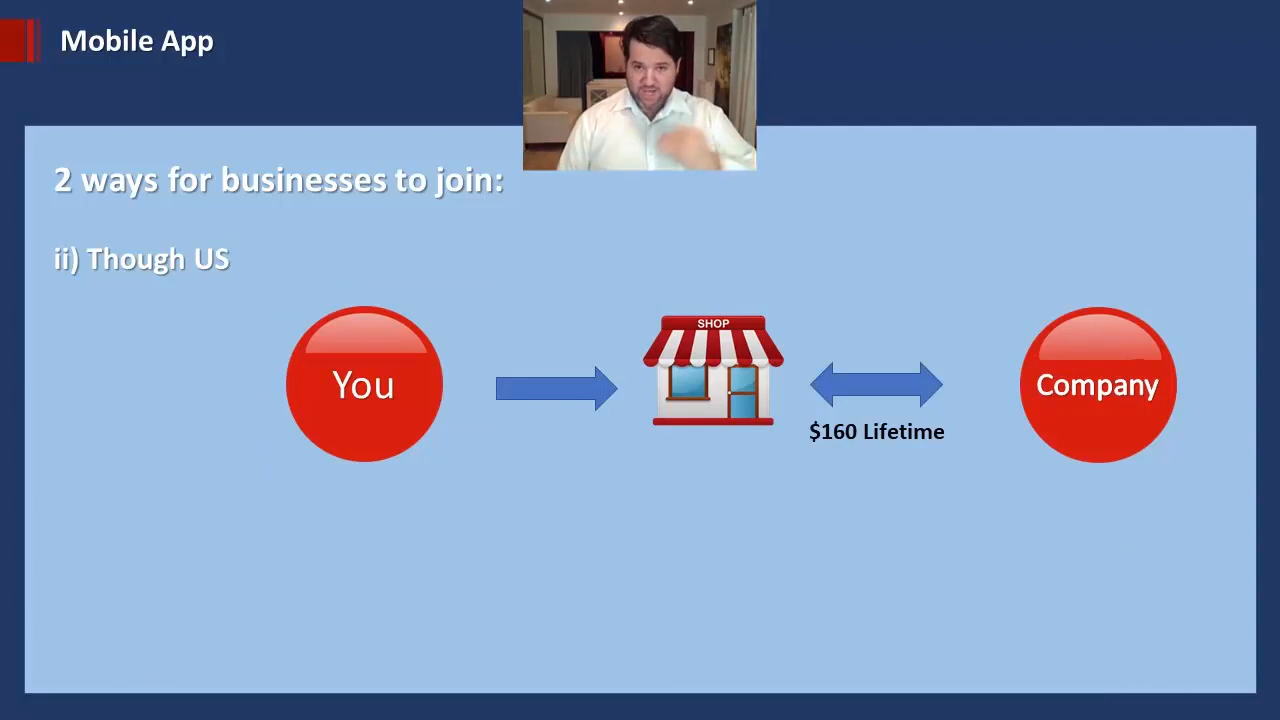 Mobile App
2 ways for businesses to join:
ii) Though US
SHOP
You
Company
$160 Lifetime